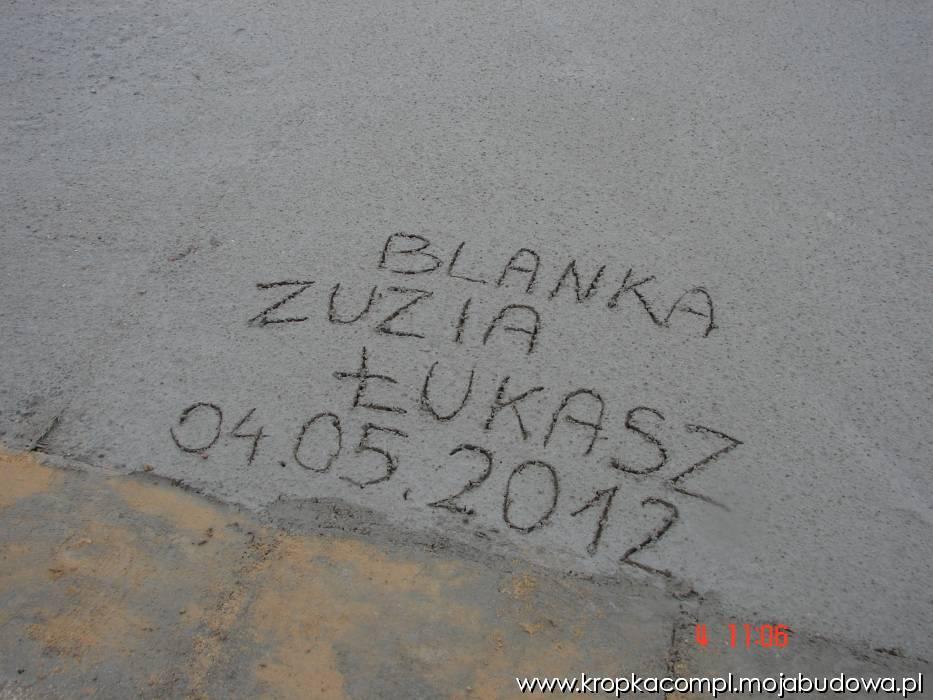 BLANKA
ZUZIA
ŁUKASZ
04.05.2012
4 11:06
www.kropkacompl.mojabudowa.pl